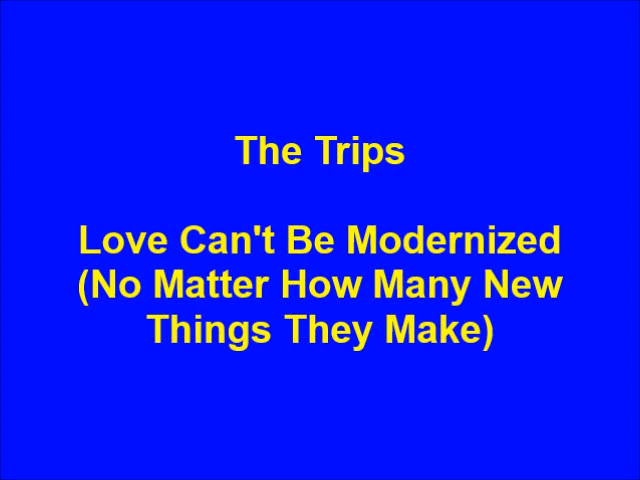 The Trips
Love Can't Be Modernized
(No Matter How Many New
Things They Make)